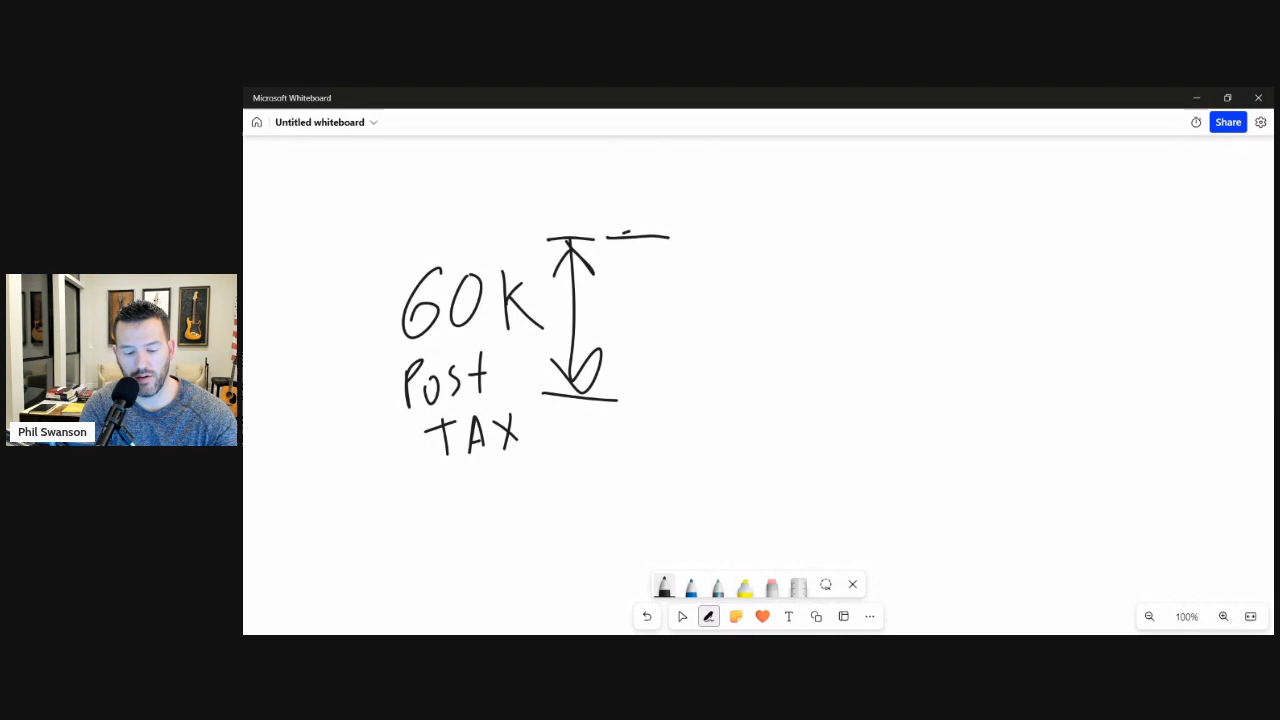 Microsoft Whiteboard
Untitled whiteboard
Share
60K
Post
TAX
Phil Swanson
T
100%